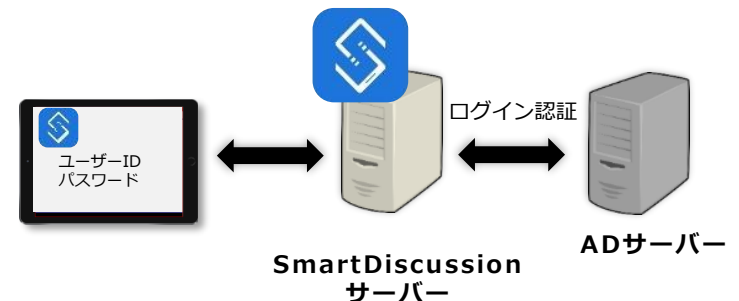 ログイン認証
ユーザーID
パスワード
ADサーバー
SmartDiscussion
サーバー